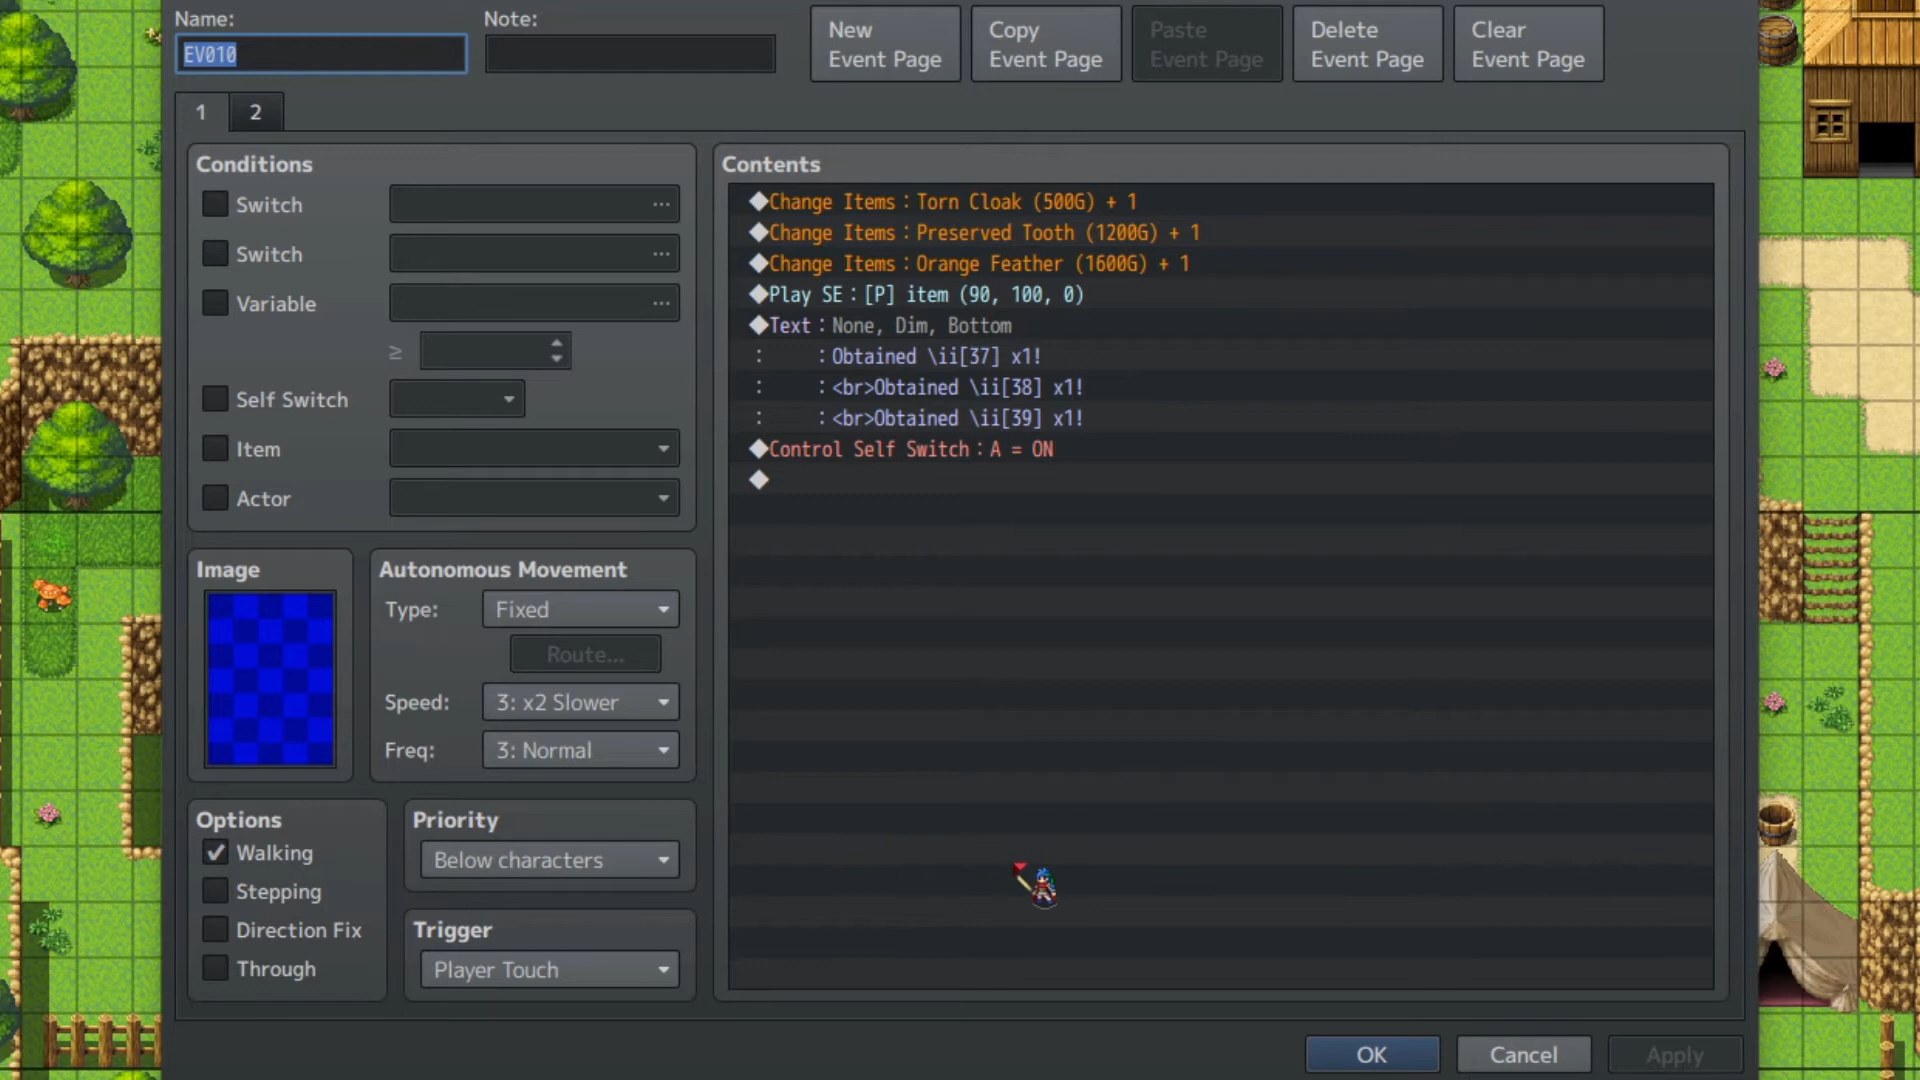 Name:
Note:
EV010
New Event Page
Copy Event Page
Paste Event Page
Delete Event Page
Clear Event Page
1
2
Conditions
Switch
...
Switch
...
Variable
...
≥
Self Switch
Item
Actor
Image
Autonomous Movement
Type:
Fixed
Route...
Speed:
3: x2 Slower
Freq:
3: Normal
Options
Walking
Stepping
Direction Fix
Through
Priority
Below characters
Trigger
Player Touch
Contents
◆Change Items：Torn Cloak (500G) + 1
◆Change Items：Preserved Tooth (1200G) + 1
◆Change Items：Orange Feather (1600G) + 1
◆Play SE：[P] item (90, 100, 0)
◆Text：None, Dim, Bottom
：　　：Obtained \ii[37] x1!
：　　：<br>Obtained \ii[38] x1!
：　　：<br>Obtained \ii[39] x1!
◆Control Self Switch：A = ON
◆
OK
Cancel
Apply